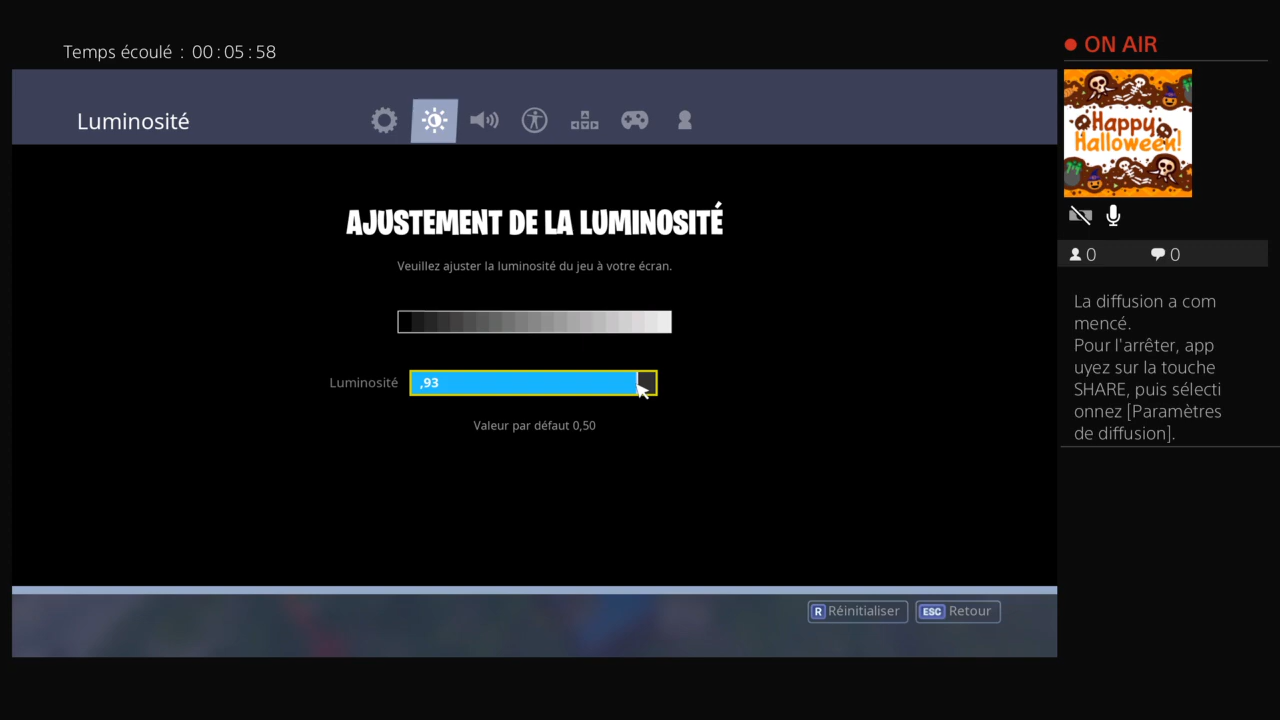 Temps écoulé : 00:05:58
ON AIR
Happy
Halloween!
Luminosité
AJUSTEMENT DE LA LUMINOSITÉ
Veuillez ajuster la luminosité du jeu à votre écran.
Luminosité ,93
Valeur par défaut 0,50
R Réinitialiser ESC Retour
0 0
La diffusion a com
mencé.
Pour l'arrêter, app
uyez sur la touche
SHARE, puis sélecti
onnez [Paramètres
de diffusion].